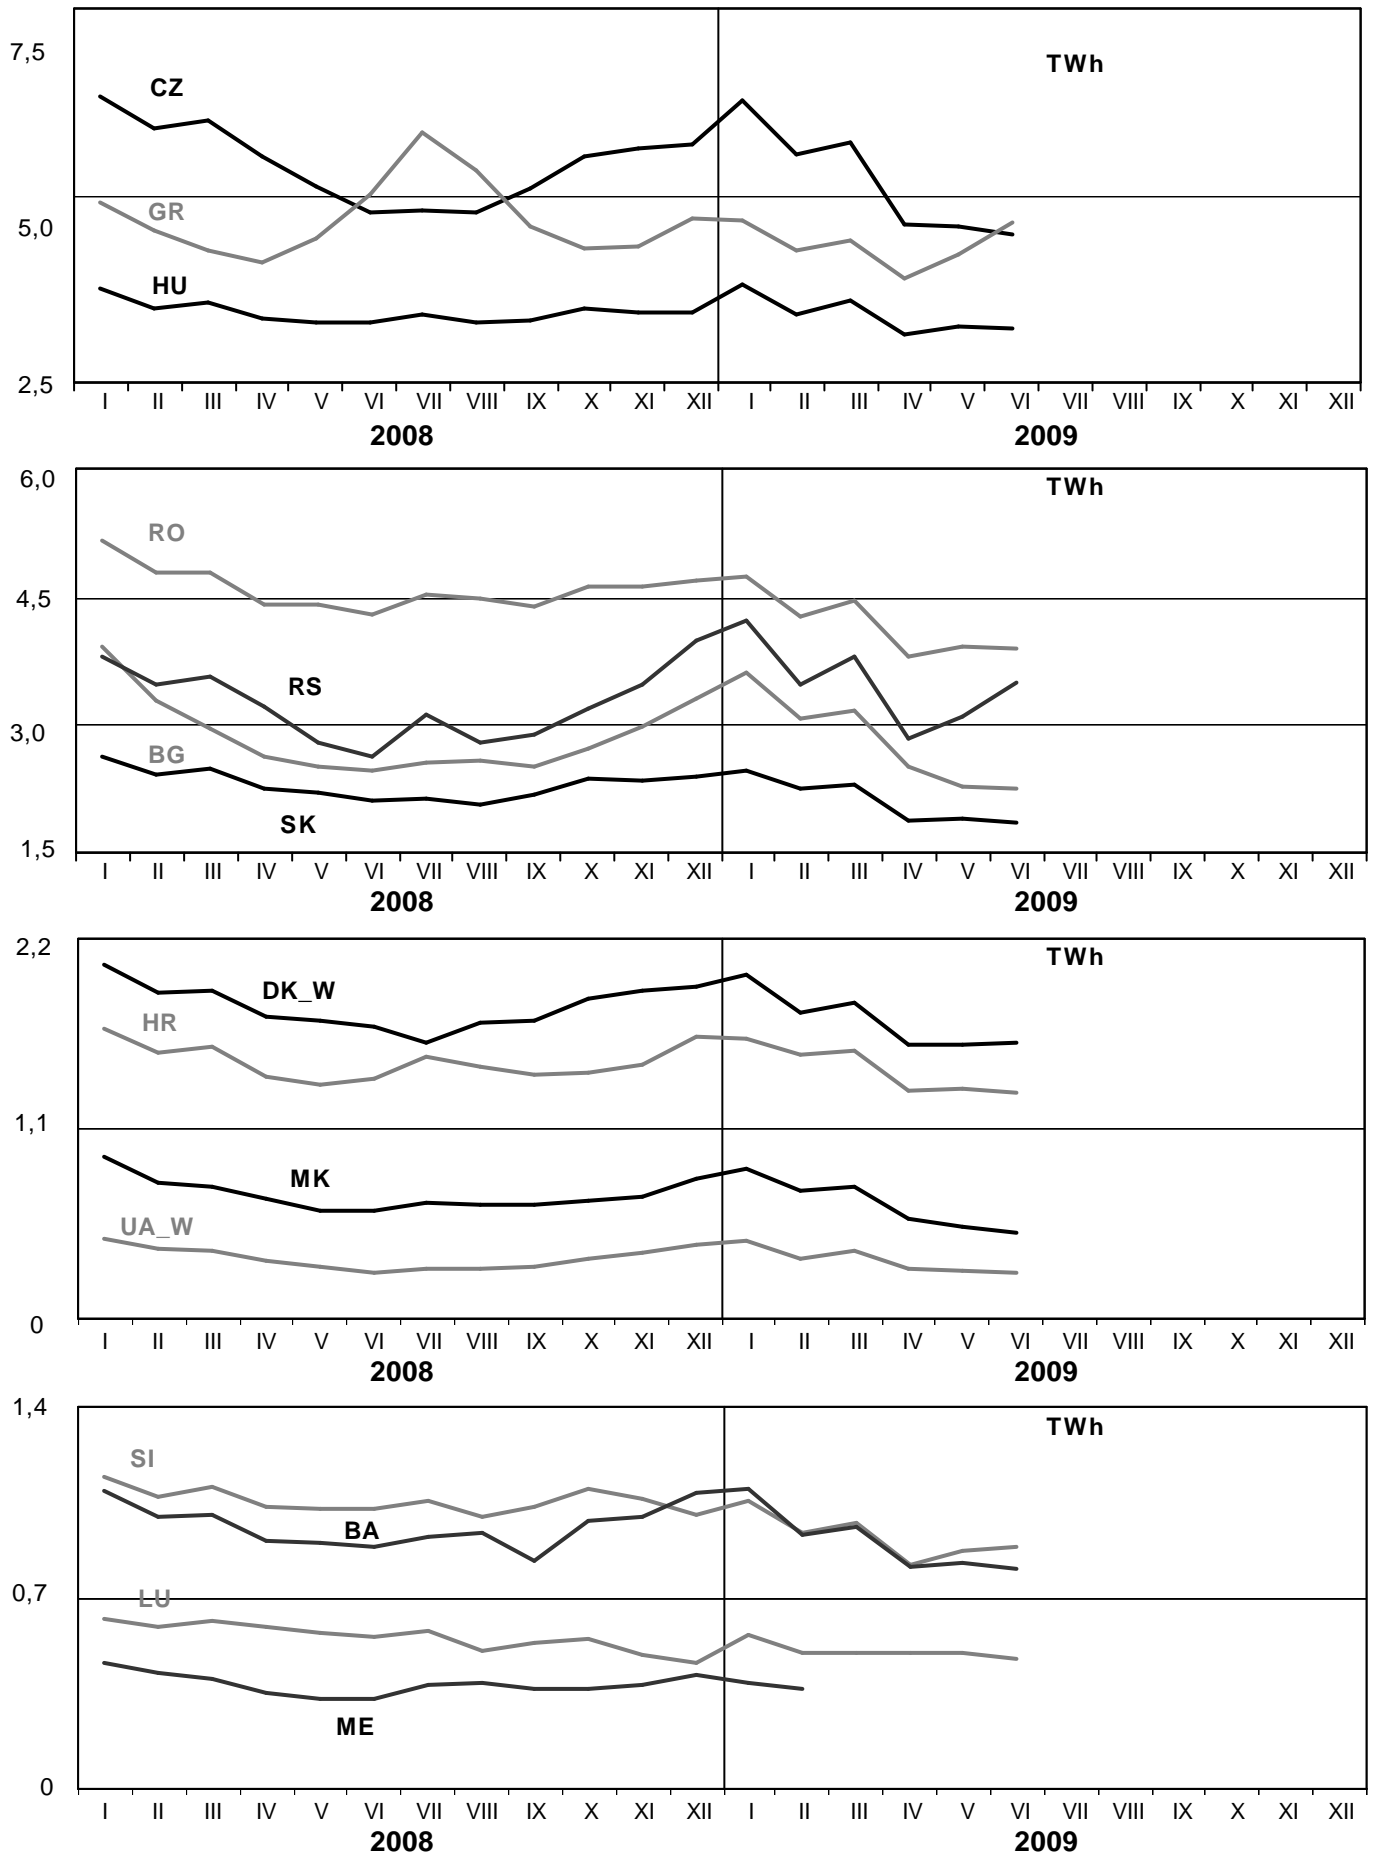 7,5
TWh
CZ
GR
5,0
HU
2,5
I II III IV V VI VII VIII IX X XI XII I II III IV V VI VII VIII IX X XI XII
2008 2009
6,0
TWh
RO
4,5
RS
3,0
BG
SK
1,5
I II III IV V VI VII VIII IX X XI XII I II III IV V VI VII VIII IX X XI XII
2008 2009
2,2
TWh
DK_W
HR
1,1
MK
UA_W
0
I II III IV V VI VII VIII IX X XI XII I II III IV V VI VII VIII IX X XI XII
2008 2009
1,4
TWh
SI
BA
0,7
LU
ME
0
I II III IV V VI VII VIII IX X XI XII I II III IV V VI VII VIII IX X XI XII
2008 2009